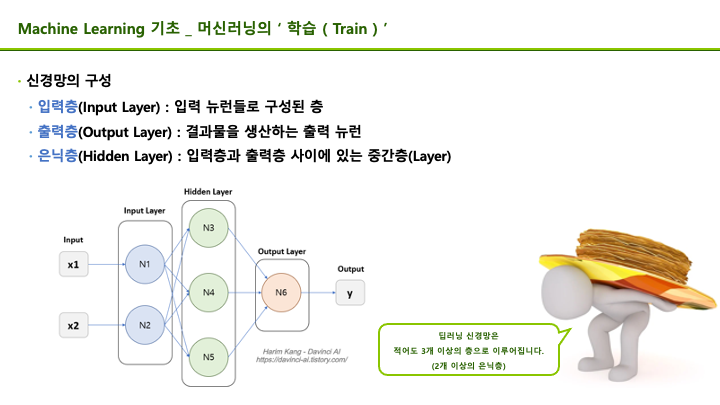 Machine Learning 기초 _ 머신러닝의 ‘ 학습 ( Train ) ’
· 신경망의 구성
· 입력층(Input Layer) : 입력 뉴런들로 구성된 층
· 출력층(Output Layer) : 결과물을 생산하는 출력 뉴런
· 은닉층(Hidden Layer) : 입력층과 출력층 사이에 있는 중간층(Layer)
Hidden Layer
Input Layer
N3
Input
Output Layer
x1
N1
Output
N4
N6
y
x2
N2
N5
Harim Kang - Davinci AI
https://davinci-ai.tistory.com/
딥러닝 신경망은
적어도 3개 이상의 층으로 이루어집니다.
(2개 이상의 은닉층)